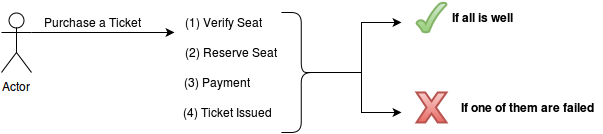 Purchase a Ticket
Actor
(1) Verify Seat
(2) Reserve Seat
(3) Payment
(4) Ticket Issued
If all is well
If one of them are failed